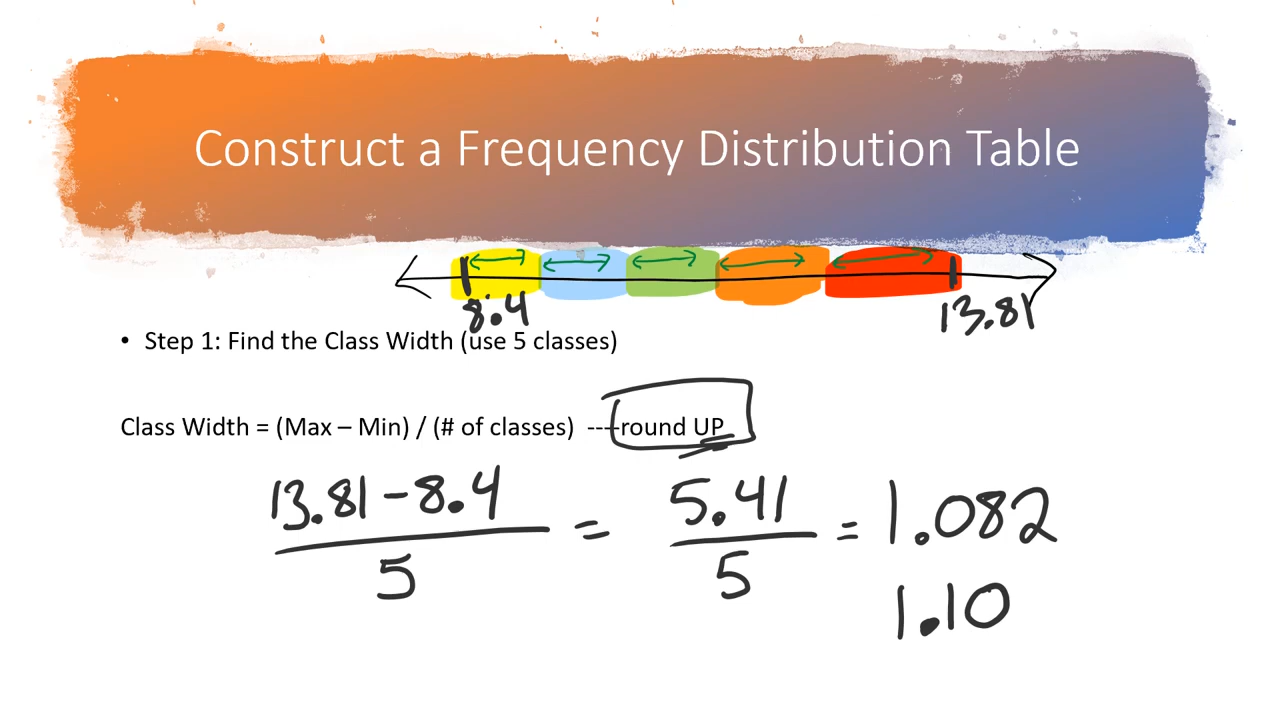 Construct a Frequency Distribution Table
8.4
13.81
• Step 1: Find the Class Width (use 5 classes)
Class Width = (Max – Min) / (# of classes) ----round UP
13.81 - 8.4 / 5 = 5.41 / 5 = 1.082
1.10